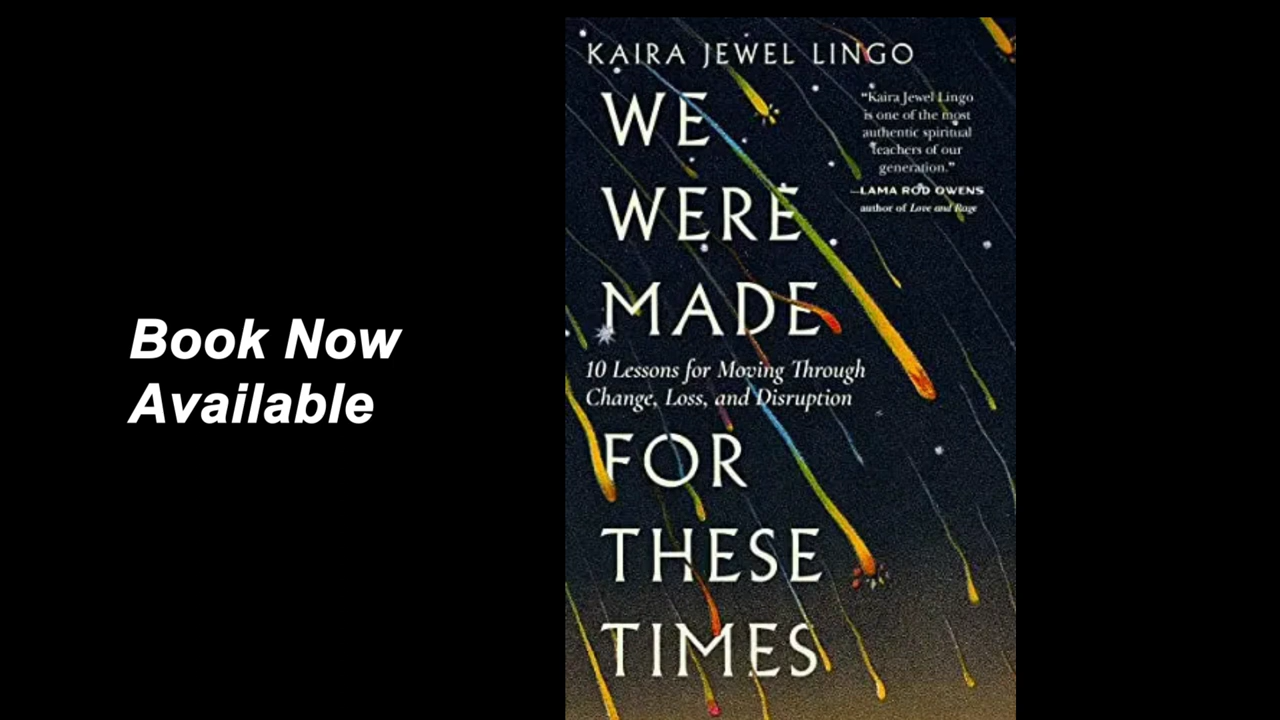 Book Now
Available
KAIRA JEWEL LINGO
WE
WERE
MADE
10 Lessons for Moving Through
Change, Loss, and Disruption
FOR
THESE
TIMES
“Kaira Jewel Lingo
is one of the most
authentic spiritual
teachers of our
generation.”
—LAMA ROD OWENS
author of Love and Rage